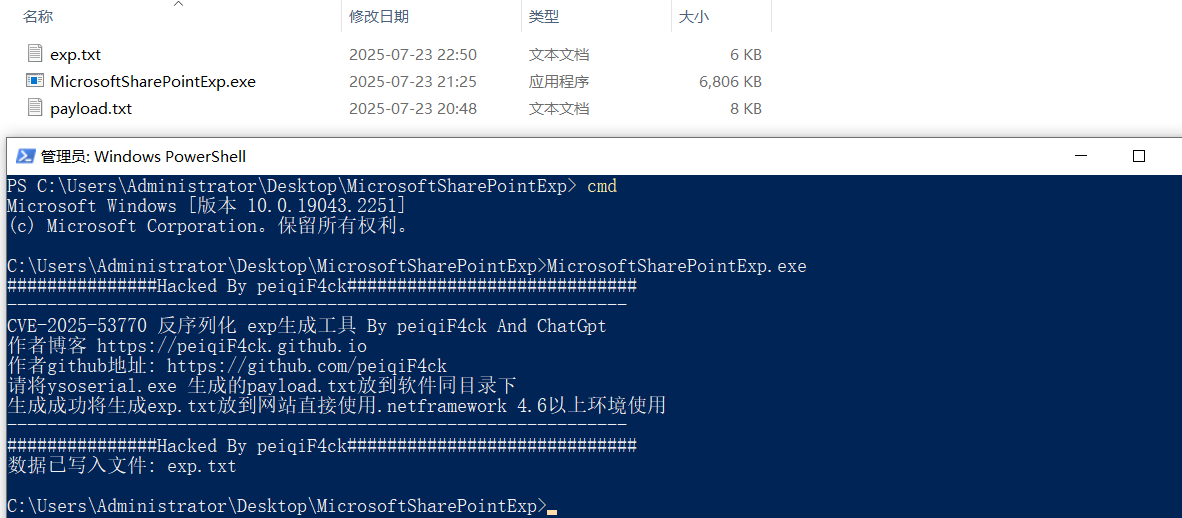 名称 修改日期 类型 大小
exp.txt 2025-07-23 22:50 文本文档 6 KB
MicrosoftSharePointExp.exe 2025-07-23 21:25 应用程序 6,806 KB
payload.txt 2025-07-23 20:48 文本文档 8 KB
管理员: Windows PowerShell
PS C:\Users\Administrator\Desktop\MicrosoftSharePointExp> cmd
Microsoft Windows [版本 10.0.19043.2251]
(c) Microsoft Corporation。保留所有权利。
C:\Users\Administrator\Desktop\MicrosoftSharePointExp>MicrosoftSharePointExp.exe
###############Hacked By peiqiF4ck#############################
--------------------------------------------------------------
CVE-2025-53770 反序列化 exp生成工具 By peiqiF4ck And ChatGpt
作者博客 https://peiqiF4ck.github.io
作者github地址: https://github.com/peiqiF4ck
请将ysoserial.exe 生成的payload.txt放到软件同目录下
生成成功将生成exp.txt放到网站直接使用.netframework 4.6以上环境使用
--------------------------------------------------------------
###############Hacked By peiqiF4ck#############################
数据已写入文件: exp.txt
C:\Users\Administrator\Desktop\MicrosoftSharePointExp>